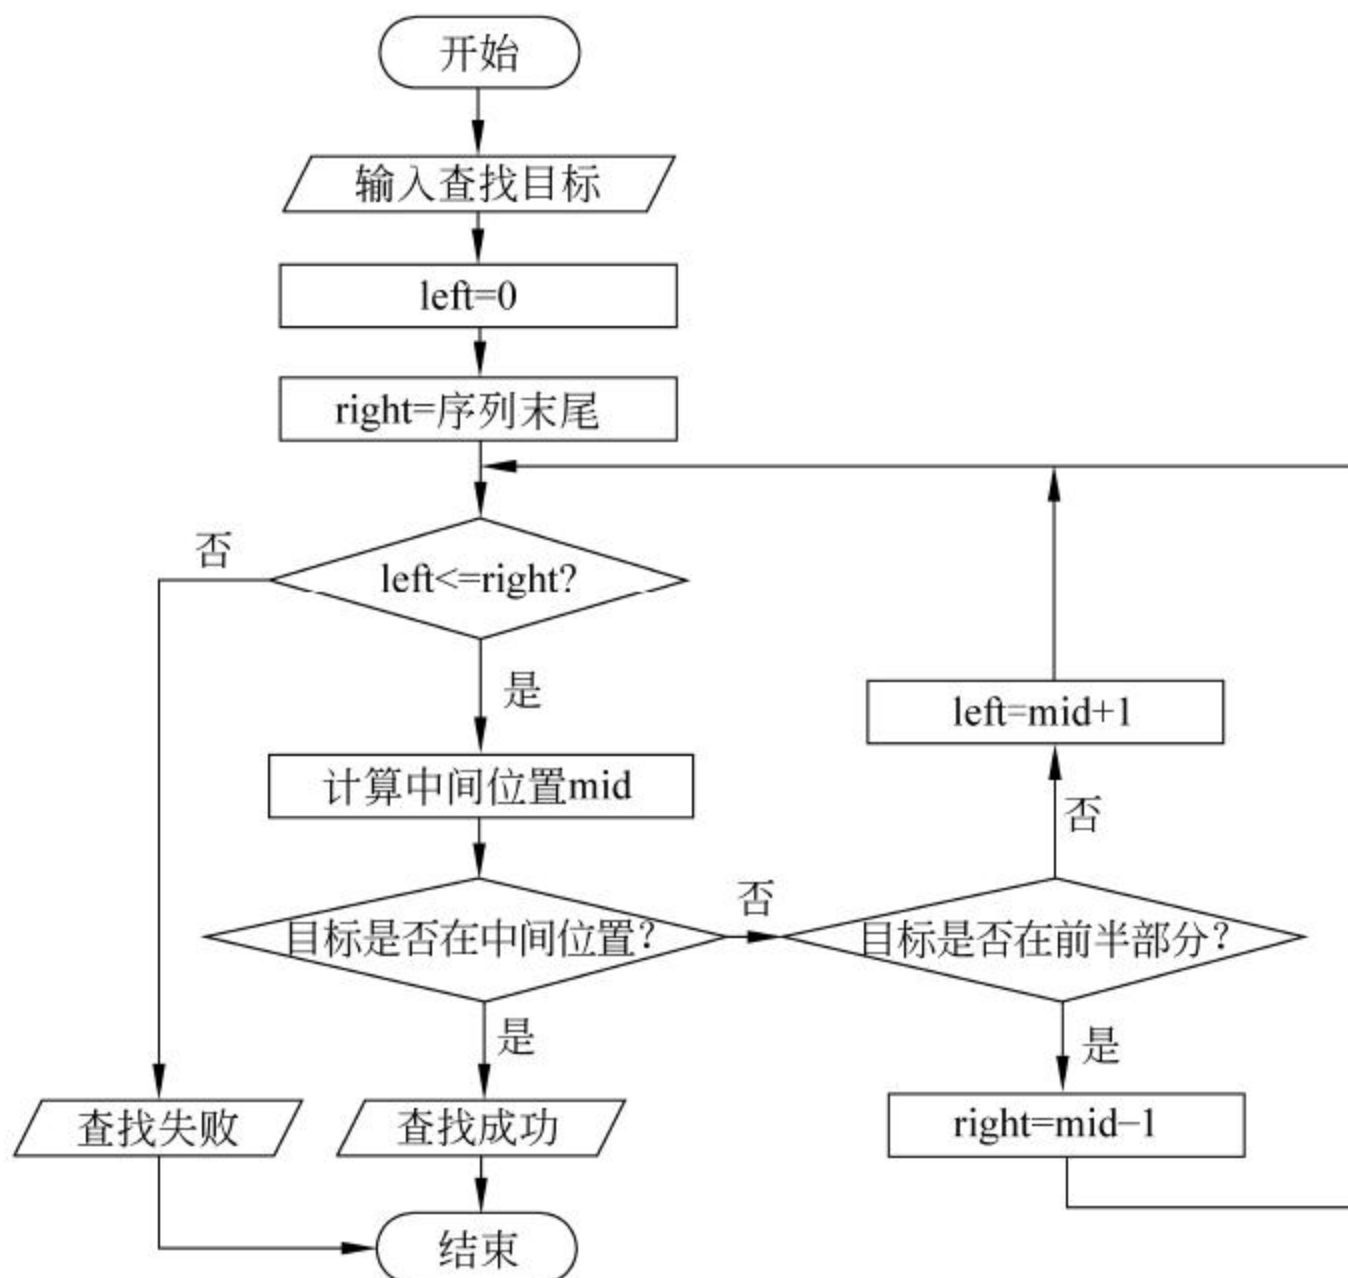 开始
输入查找目标
left=0
right=序列末尾
否
left<=right?
是
left=mid+1
计算中间位置mid
否
否
目标是否在中间位置?
目标是否在前半部分?
是
是
查找失败
查找成功
right=mid−1
结束